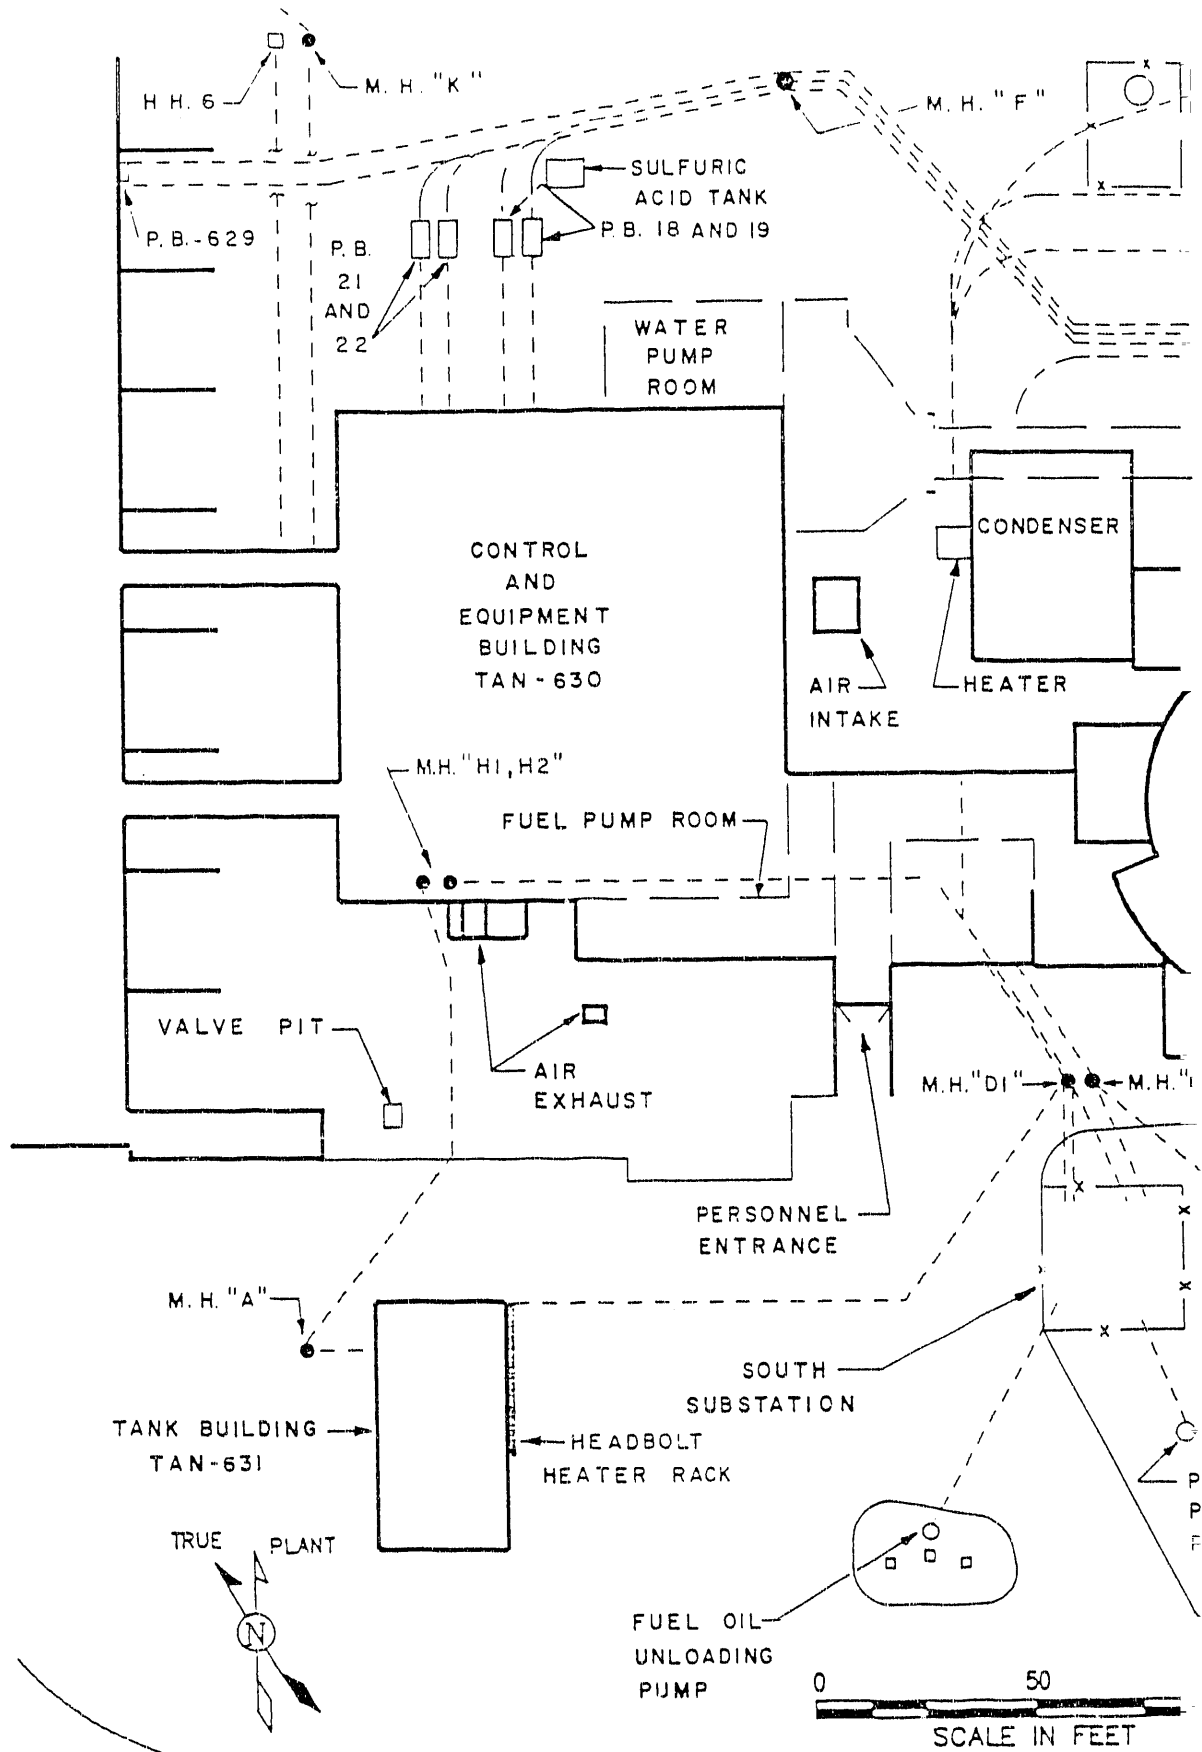 H H. 6
M. H. "K"
M. H. "F"
SULFURIC
ACID TANK
P. B. 18 AND 19
P. B. - 629
P. B.
21
AND
22
WATER
PUMP
ROOM
CONTROL
AND
EQUIPMENT
BUILDING
TAN - 630
CONDENSER
AIR
INTAKE
HEATER
M.H. "H1, H2"
FUEL PUMP ROOM
VALVE PIT
AIR
EXHAUST
M.H. "D1"
M.H. "
PERSONNEL
ENTRANCE
M. H. "A"
SOUTH
SUBSTATION
TANK BUILDING
TAN-631
HEADBOLT
HEATER RACK
P
P
F
TRUE
PLANT
N
FUEL OIL
UNLOADING
PUMP
0
50
SCALE IN FEET